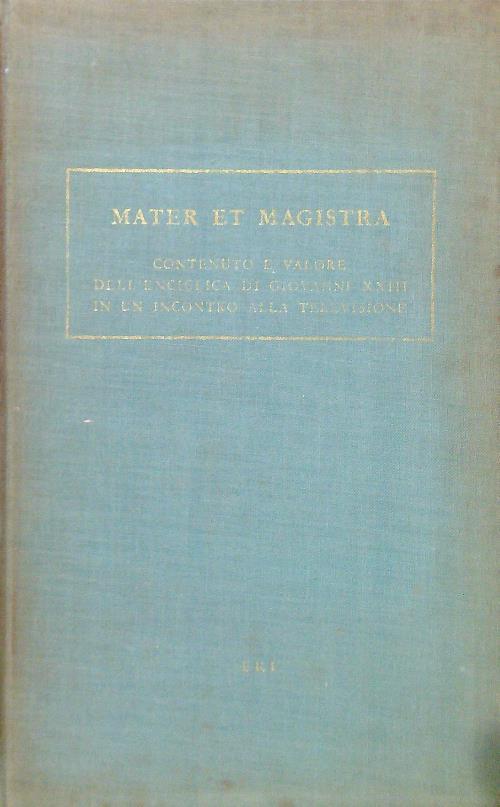 MATER ET MAGISTRA
CONTENUTO E VALORE
DELL'ENCICLICA DI GIOVANNI XXIII
IN UN INCONTRO ALLA TELEVISIONE
ERI